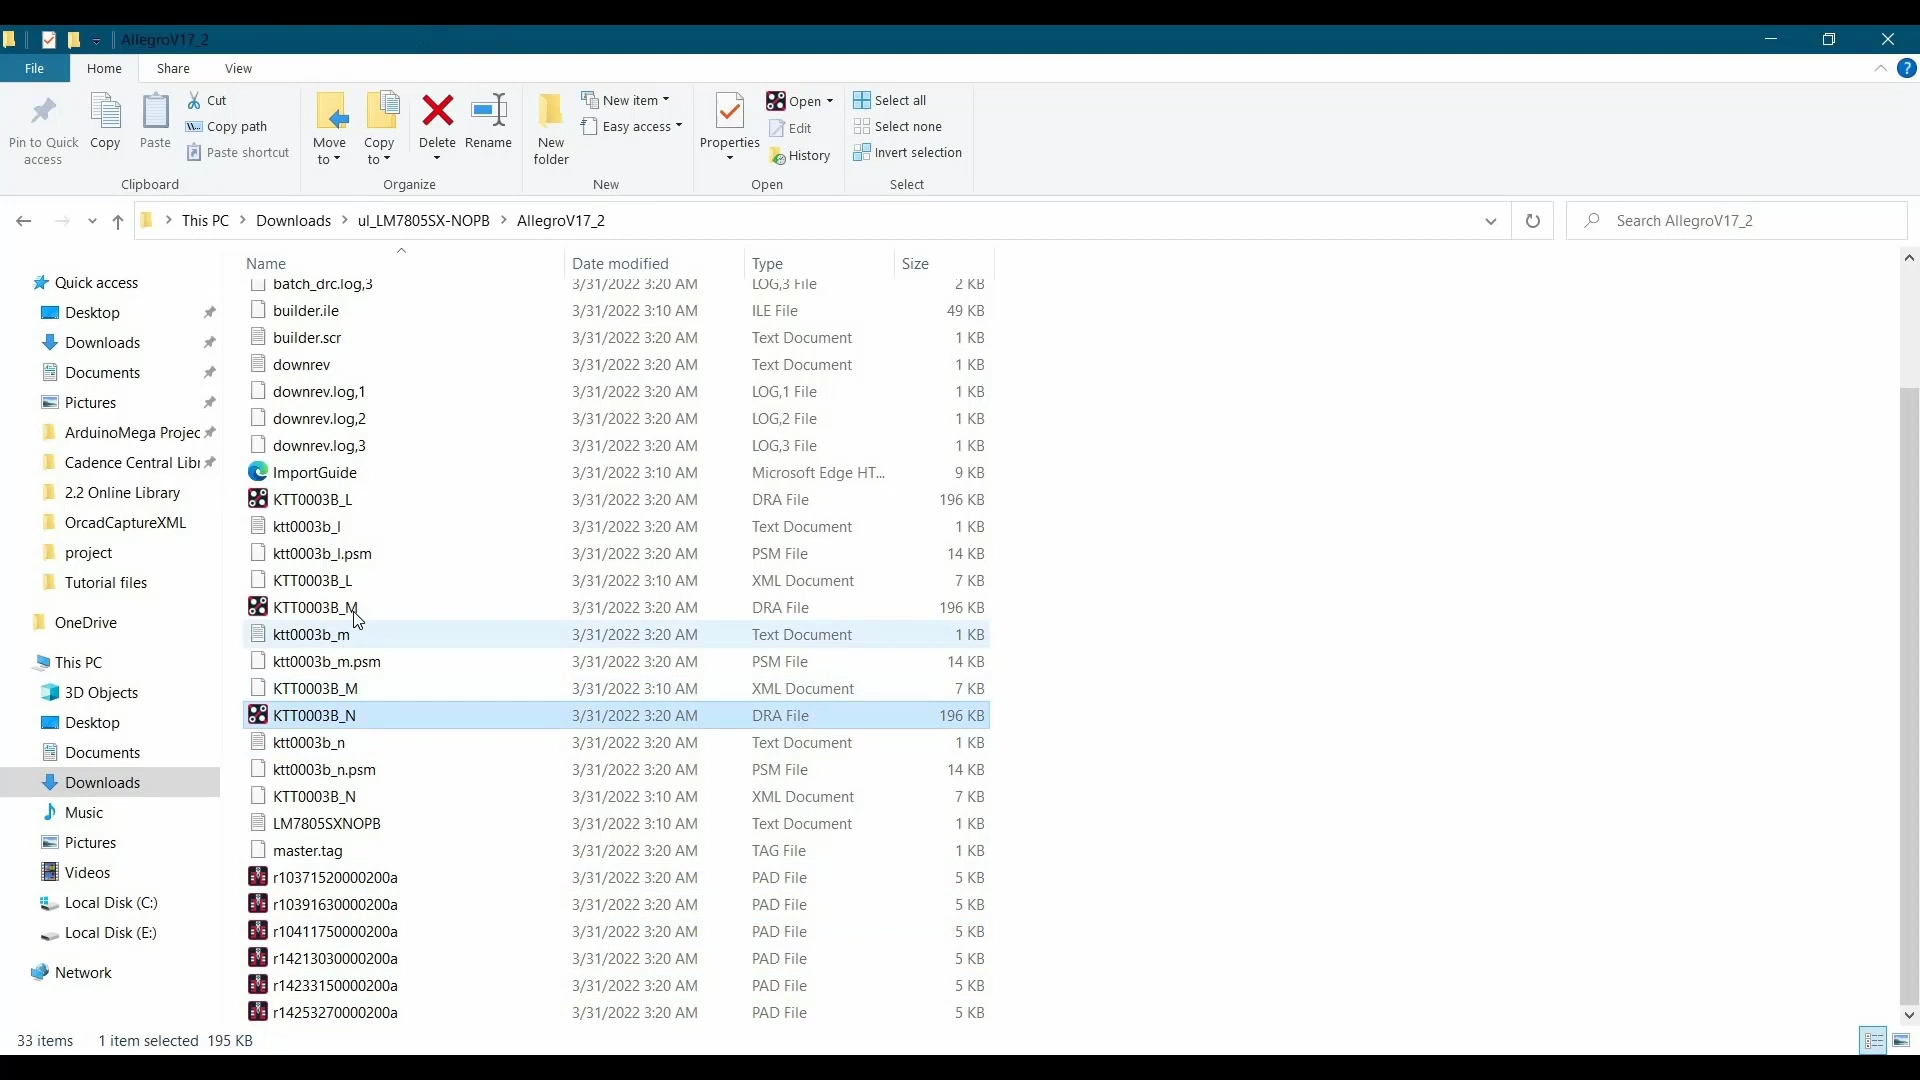 AllegroV17_2
File Home Share View
Pin to Quick access
Copy
Paste
Cut
Copy path
Paste shortcut
Clipboard
Move to
Copy to
Delete
Rename
Organize
New folder
New item
Easy access
New
Properties
Open
Edit
History
Open
Select all
Select none
Invert selection
Select
This PC Downloads ul_LM7805SX-NOPB AllegroV17_2
Search AllegroV17_2
Quick access
Desktop
Downloads
Documents
Pictures
ArduinoMega Projec
Cadence Central Libr
2.2 Online Library
OrcadCaptureXML
project
Tutorial files
OneDrive
This PC
3D Objects
Desktop
Documents
Downloads
Music
Pictures
Videos
Local Disk (C:)
Local Disk (E:)
Network
Name Date modified Type Size
batch_drc.log,3 3/31/2022 3:20 AM LOG,3 File 2 KB
builder.ile 3/31/2022 3:10 AM ILE File 49 KB
builder.scr 3/31/2022 3:20 AM Text Document 1 KB
downrev 3/31/2022 3:20 AM Text Document 1 KB
downrev.log,1 3/31/2022 3:20 AM LOG,1 File 1 KB
downrev.log,2 3/31/2022 3:20 AM LOG,2 File 1 KB
downrev.log,3 3/31/2022 3:20 AM LOG,3 File 1 KB
ImportGuide 3/31/2022 3:10 AM Microsoft Edge HT... 9 KB
KTT0003B_L 3/31/2022 3:20 AM DRA File 196 KB
ktt0003b_l 3/31/2022 3:20 AM Text Document 1 KB
ktt0003b_l.psm 3/31/2022 3:20 AM PSM File 14 KB
KTT0003B_L 3/31/2022 3:10 AM XML Document 7 KB
KTT0003B_M 3/31/2022 3:20 AM DRA File 196 KB
ktt0003b_m 3/31/2022 3:20 AM Text Document 1 KB
ktt0003b_m.psm 3/31/2022 3:20 AM PSM File 14 KB
KTT0003B_M 3/31/2022 3:10 AM XML Document 7 KB
KTT0003B_N 3/31/2022 3:20 AM DRA File 196 KB
ktt0003b_n 3/31/2022 3:20 AM Text Document 1 KB
ktt0003b_n.psm 3/31/2022 3:20 AM PSM File 14 KB
KTT0003B_N 3/31/2022 3:10 AM XML Document 7 KB
LM7805SXNOPB 3/31/2022 3:10 AM Text Document 1 KB
master.tag 3/31/2022 3:20 AM TAG File 1 KB
r10371520000200a 3/31/2022 3:20 AM PAD File 5 KB
r10391630000200a 3/31/2022 3:20 AM PAD File 5 KB
r10411750000200a 3/31/2022 3:20 AM PAD File 5 KB
r14213030000200a 3/31/2022 3:20 AM PAD File 5 KB
r14233150000200a 3/31/2022 3:20 AM PAD File 5 KB
r14253270000200a 3/31/2022 3:20 AM PAD File 5 KB
33 items 1 item selected 195 KB